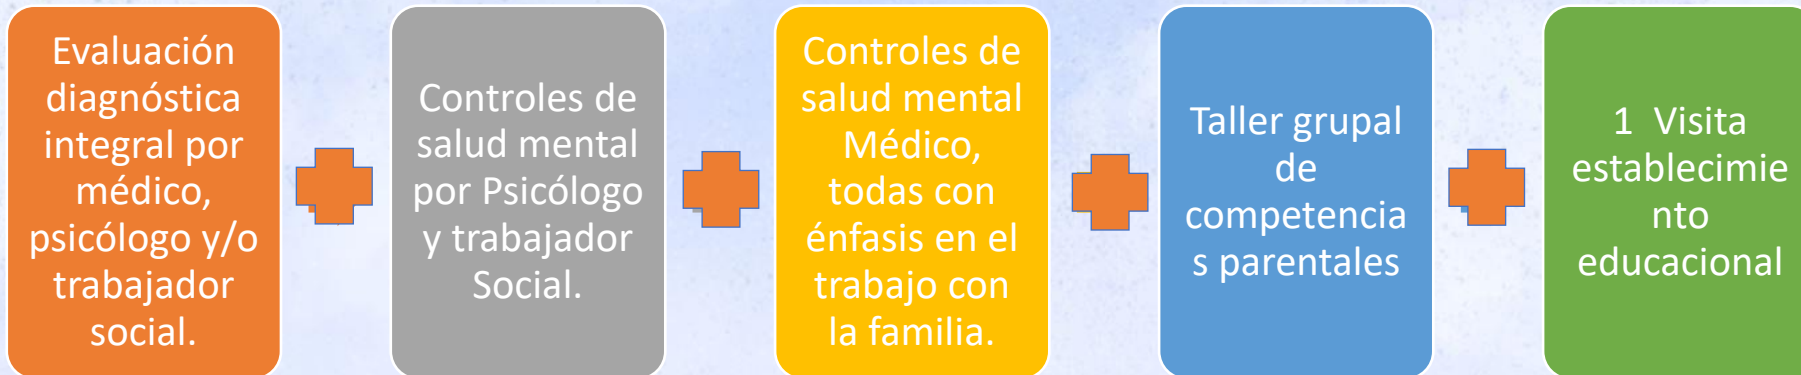 Evaluación
diagnóstica
integral por
médico,
psicólogo y/o
trabajador
social.
Controles de
salud mental
por Psicólogo
y trabajador
Social.
Controles de
salud mental
Médico,
todas con
énfasis en el
trabajo con
la familia.
Taller grupal
de
competencia
s parentales
1 Visita
establecimie
nto
educacional